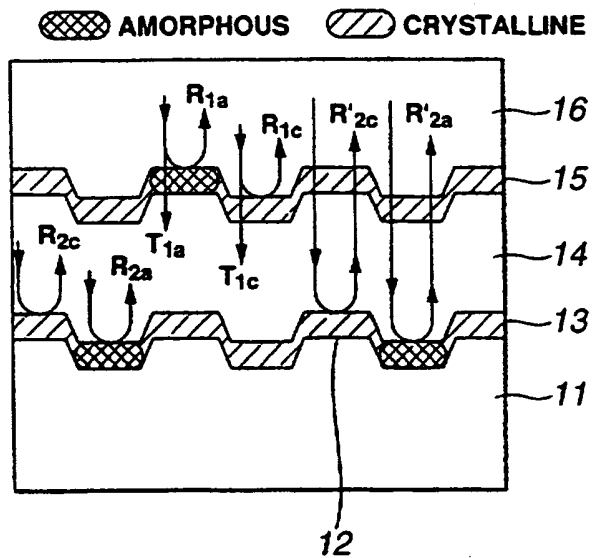 AMORPHOUS CRYSTALLINE
R1a R1c R'2c R'2a 16
15
T1a T1c 14
R2c R2a
13
11
12